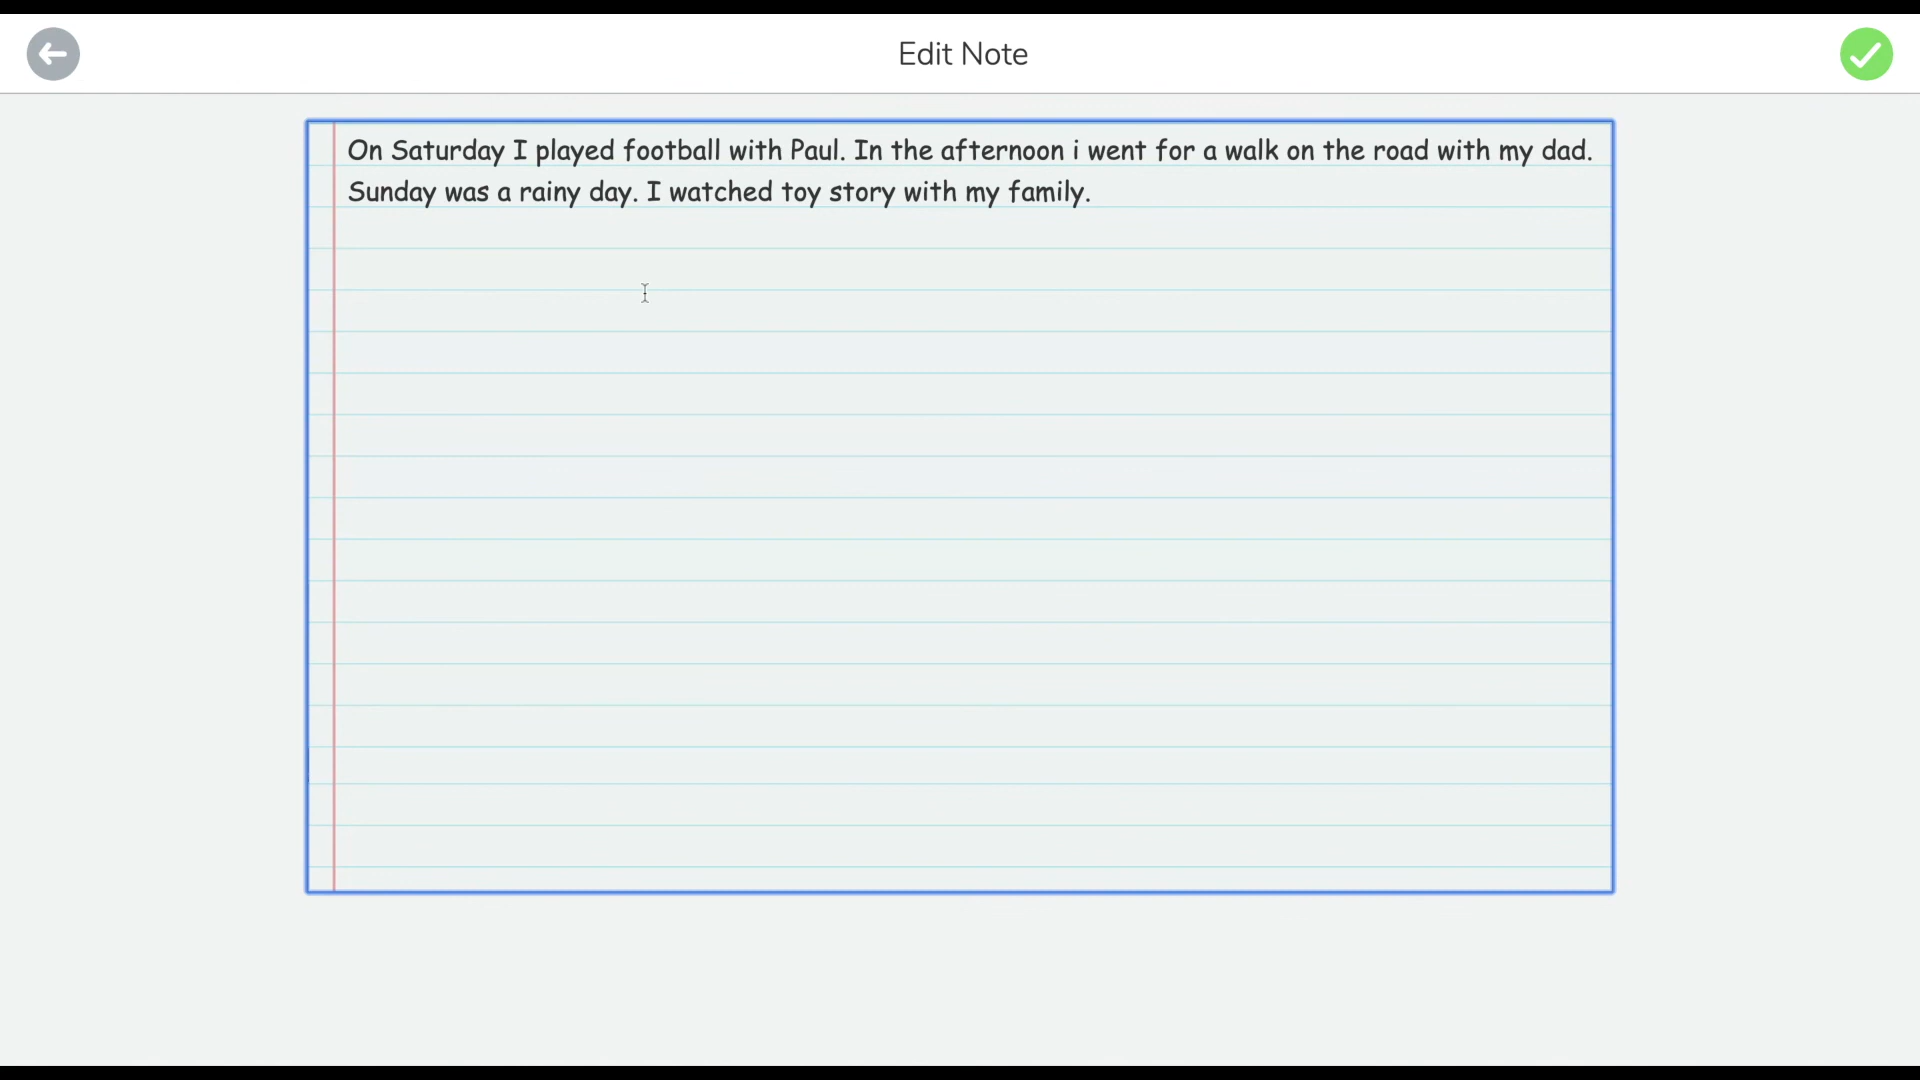 Edit Note
On Saturday I played football with Paul. In the afternoon i went for a walk on the road with my dad.
Sunday was a rainy day. I watched toy story with my family.